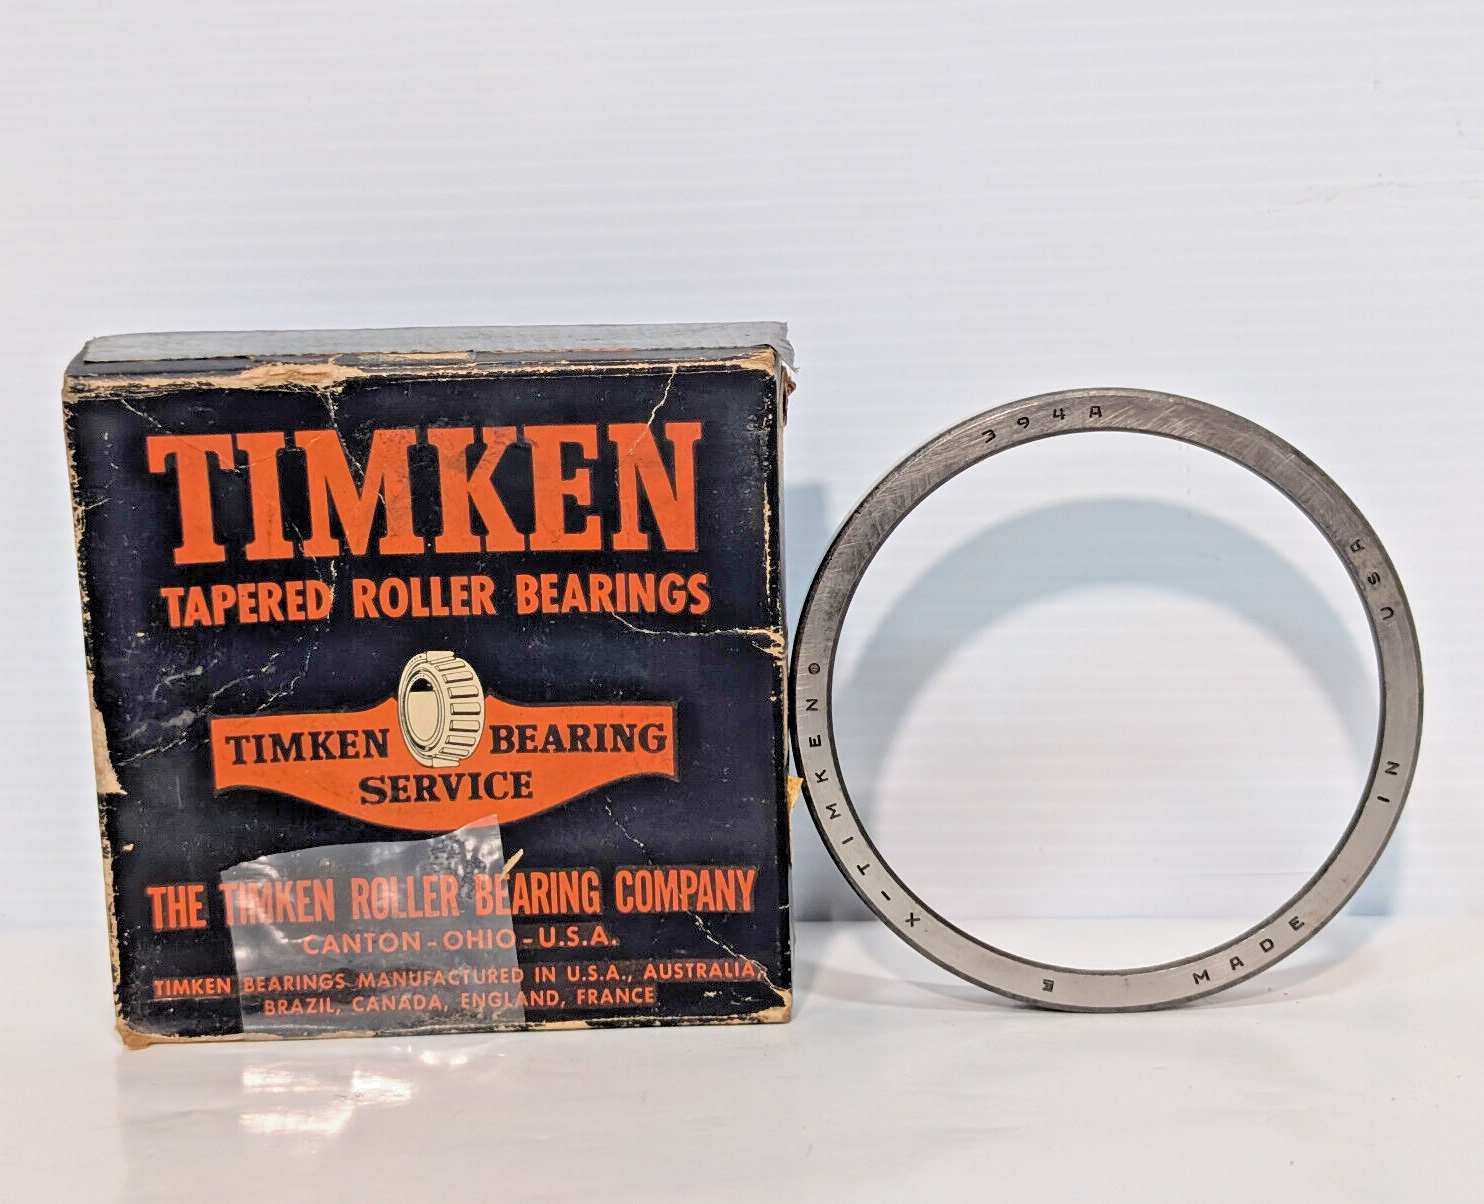 TIMKEN
TAPERED ROLLER BEARINGS
TIMKEN BEARING
SERVICE
THE TIMKEN ROLLER BEARING COMPANY
CANTON-OHIO-U.S.A.
TIMKEN BEARINGS MANUFACTURED IN U.S.A., AUSTRALIA,
BRAZIL, CANADA, ENGLAND, FRANCE
394A
X-TIMKEN®
E
MADE IN USA